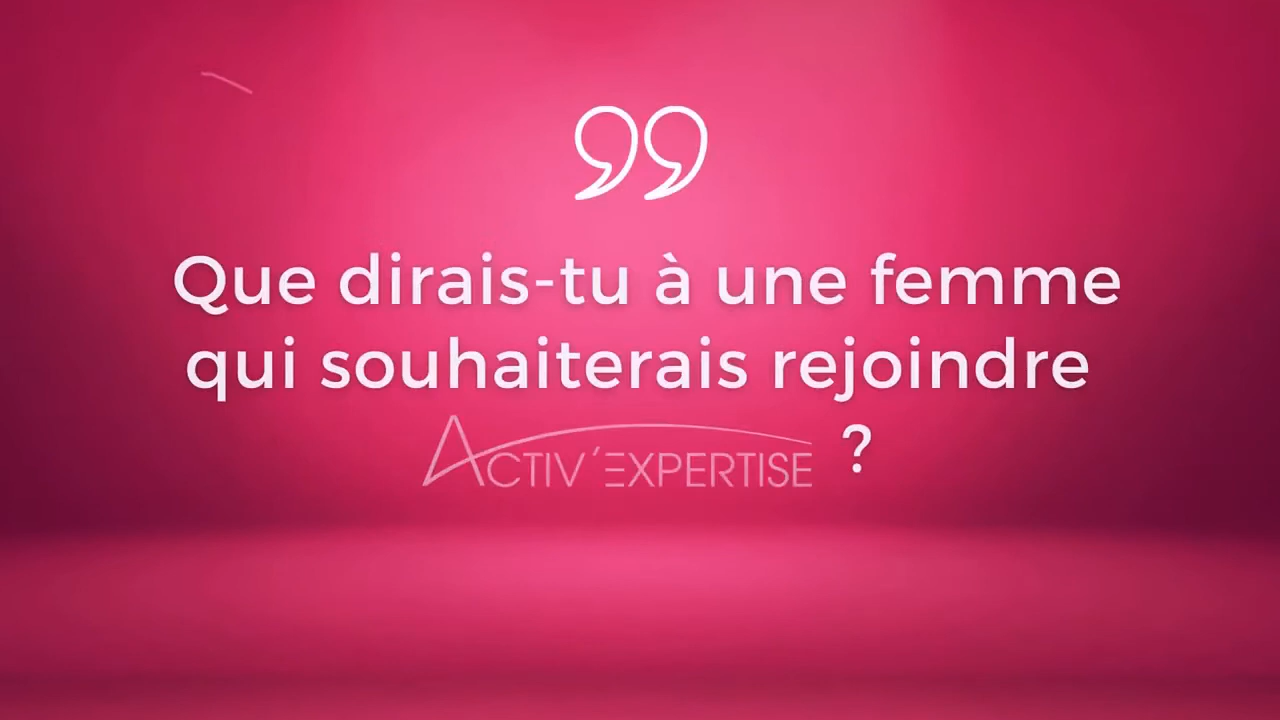 ”
Que dirais-tu à une femme
qui souhaiterais rejoindre
ACTIV'EXPERTISE ?